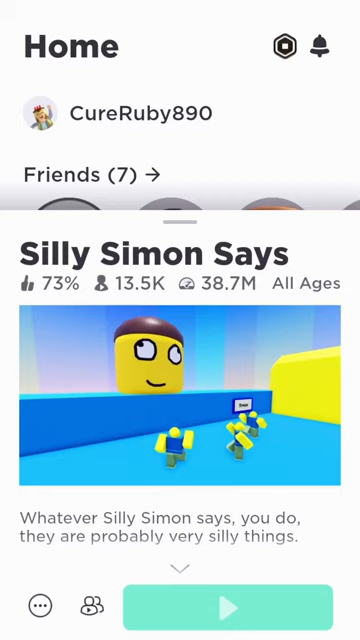 Home
CureRuby890
Friends (7) →
Silly Simon Says
73% 13.5K 38.7M All Ages
Whatever Silly Simon says, you do,
they are probably very silly things.